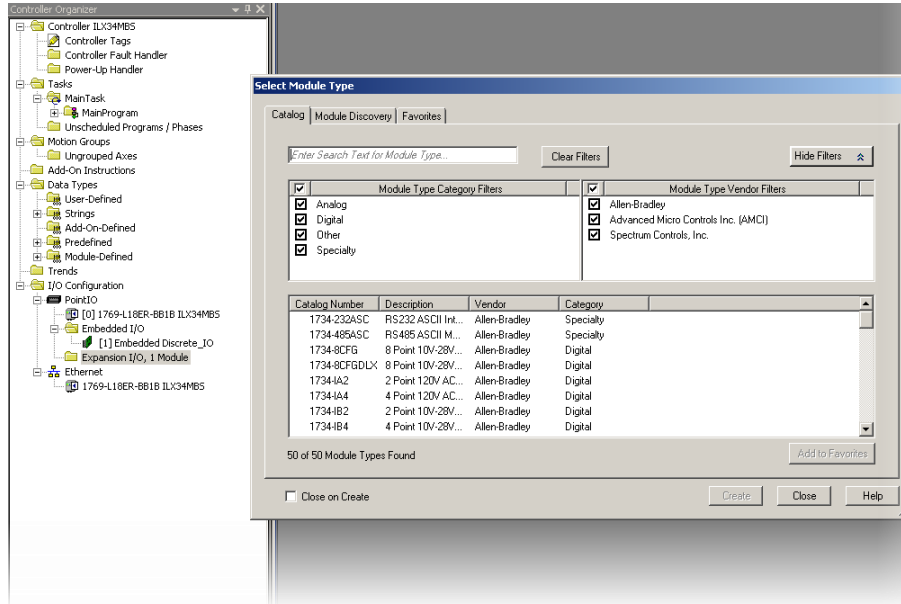 Controller Organizer
Controller ILX34MBS
Controller Tags
Controller Fault Handler
Power-Up Handler
Tasks
MainTask
MainProgram
Unscheduled Programs / Phases
Motion Groups
Ungrouped Axes
Add-On Instructions
Data Types
User-Defined
Strings
Add-On-Defined
Predefined
Module-Defined
Trends
I/O Configuration
PointIO
[0] 1769-L18ER-BB1B ILX34MBS
Embedded I/O
[1] Embedded Discrete_IO
Expansion I/O, 1 Module
Ethernet
1769-L18ER-BB1B ILX34MBS
Select Module Type
Catalog Module Discovery Favorites
Enter Search Text for Module Type... Clear Filters Hide Filters
Module Type Category Filters Module Type Vendor Filters
Analog Allen-Bradley
Digital Advanced Micro Controls Inc. (AMCI)
Other Spectrum Controls, Inc.
Specialty
Catalog Number Description Vendor Category
1734-232ASC RS232 ASCII Int... Allen-Bradley Specialty
1734-485ASC RS485 ASCII M... Allen-Bradley Specialty
1734-8CFG 8 Point 10V-28V... Allen-Bradley Digital
1734-8CFGDLX 8 Point 10V-28V... Allen-Bradley Digital
1734-IA2 2 Point 120V AC... Allen-Bradley Digital
1734-IA4 4 Point 120V AC... Allen-Bradley Digital
1734-IB2 2 Point 10V-28V... Allen-Bradley Digital
1734-IB4 4 Point 10V-28V... Allen-Bradley Digital
50 of 50 Module Types Found Add to Favorites
Close on Create Create Close Help